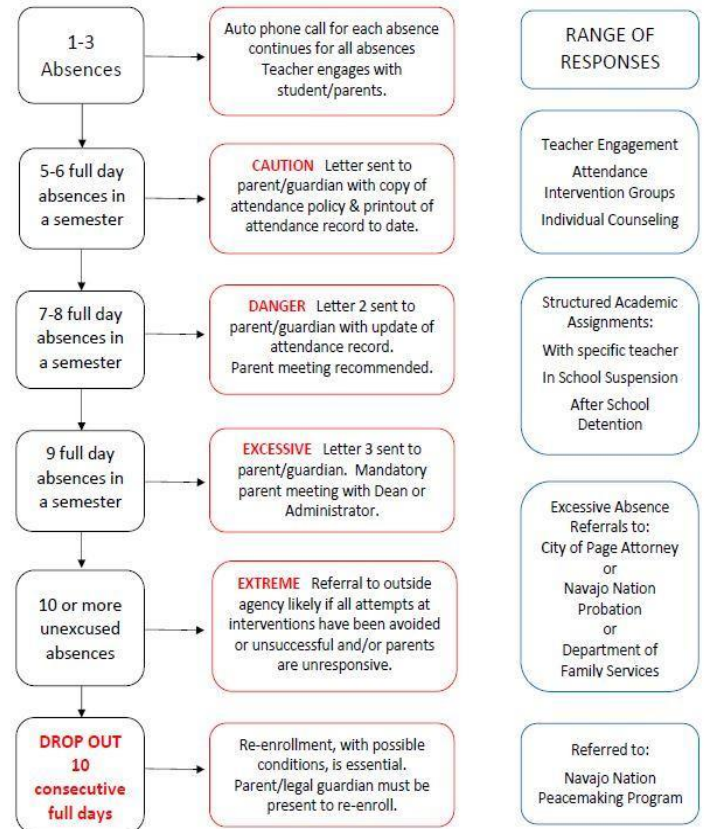 1-3
Absences
Auto phone call for each absence
continues for all absences
Teacher engages with
student/parents.
5-6 full day
absences in
a semester
CAUTION Letter sent to
parent/guardian with copy of
attendance policy & printout of
attendance record to date.
7-8 full day
absences in
a semester
DANGER Letter 2 sent to
parent/guardian with update of
attendance record.
Parent meeting recommended.
9 full day
absences in
a semester
EXCESSIVE Letter 3 sent to
parent/guardian. Mandatory
parent meeting with Dean or
Administrator.
10 or more
unexcused
absences
EXTREME Referral to outside
agency likely if all attempts at
interventions have been avoided
or unsuccessful and/or parents
are unresponsive.
DROP OUT
10
consecutive
full days
Re-enrollment, with possible
conditions, is essential.
Parent/legal guardian must be
present to re-enroll.
RANGE OF
RESPONSES
Teacher Engagement
Attendance
Intervention Groups
Individual Counseling
Structured Academic
Assignments:
With specific teacher
In School Suspension
After School
Detention
Excessive Absence
Referrals to:
City of Page Attorney
or
Navajo Nation
Probation
or
Department of
Family Services
Referred to:
Navajo Nation
Peacemaking Program